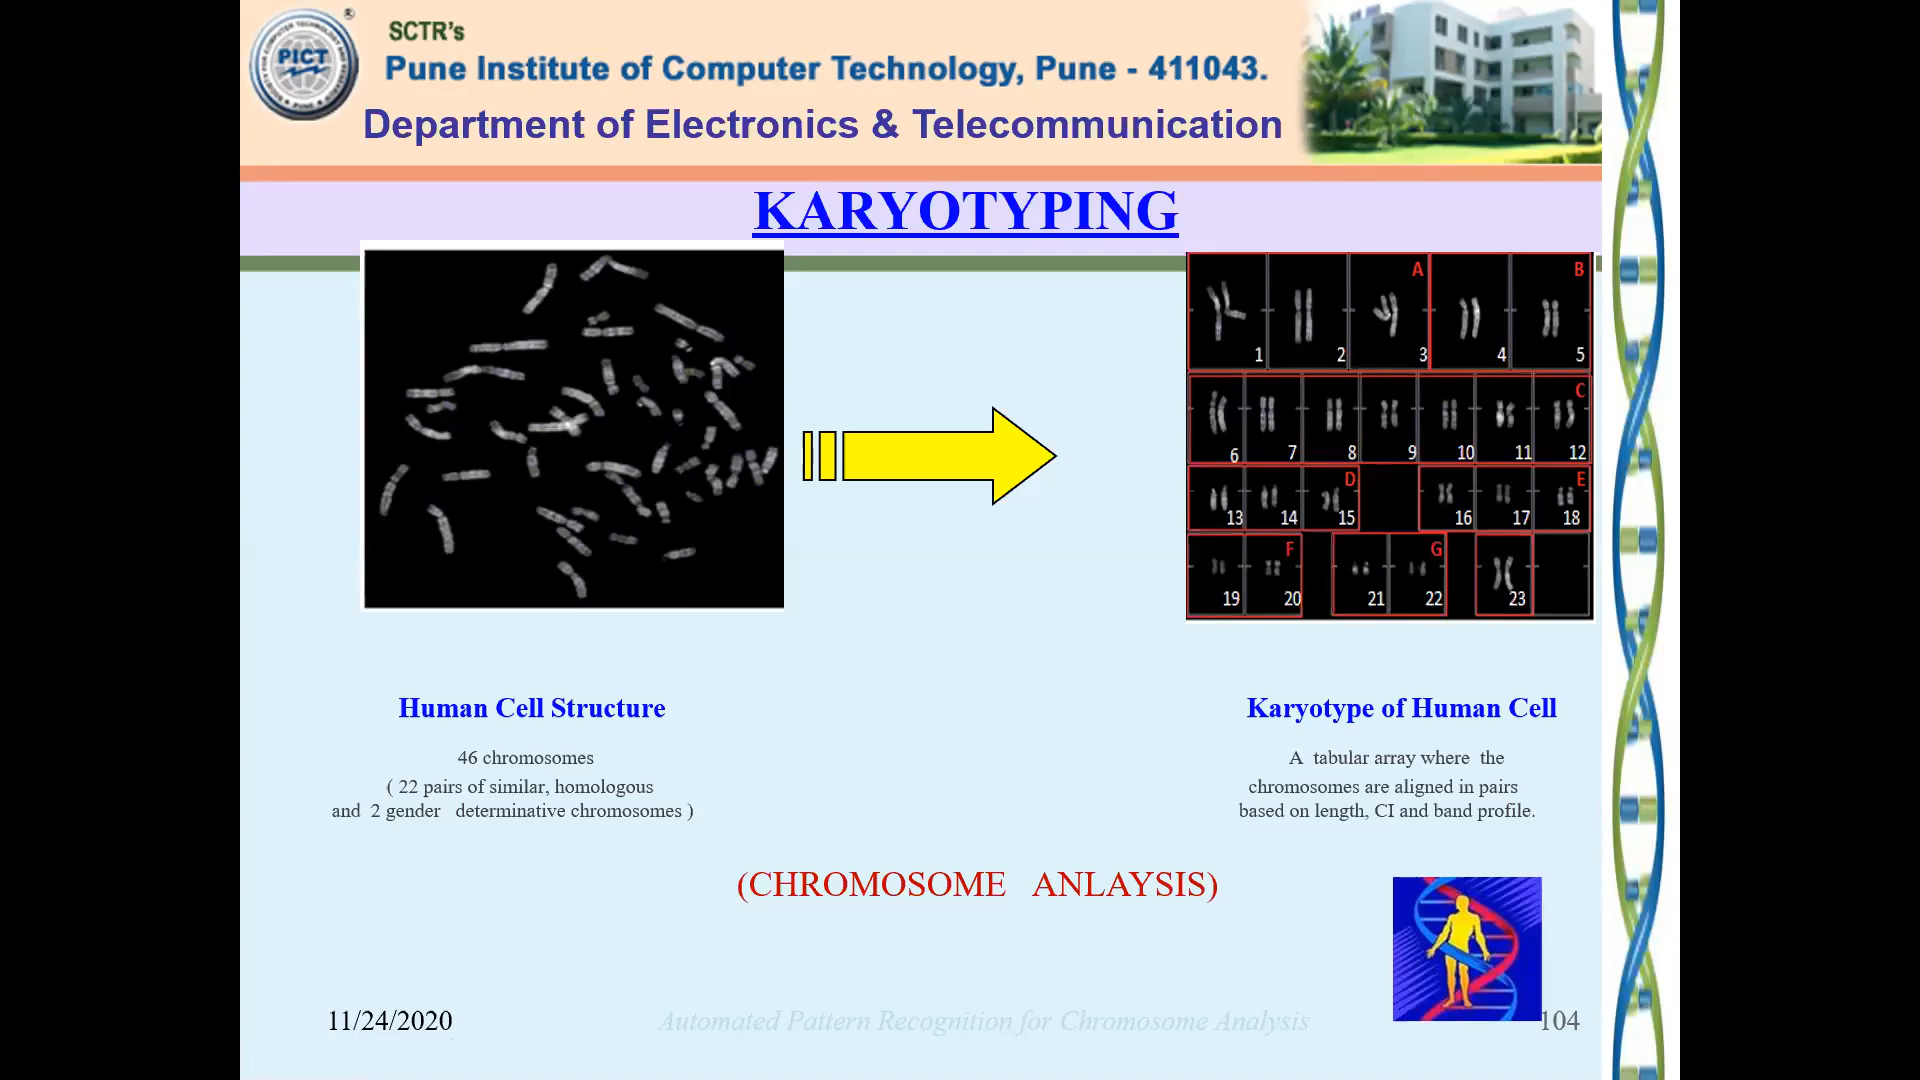 SCTR's
PICT
Pune Institute of Computer Technology, Pune - 411043.
Department of Electronics & Telecommunication
KARYOTYPING
A B
1 2 3 4 5
C
6 7 8 9 10 11 12
D E
13 14 15 16 17 18
F G
19 20 21 22 23
Human Cell Structure
46 chromosomes
( 22 pairs of similar, homologous
and 2 gender determinative chromosomes )
Karyotype of Human Cell
A tabular array where the
chromosomes are aligned in pairs
based on length, CI and band profile.
(CHROMOSOME ANLAYSIS)
11/24/2020
Automated Pattern Recognition for Chromosome Analysis
104